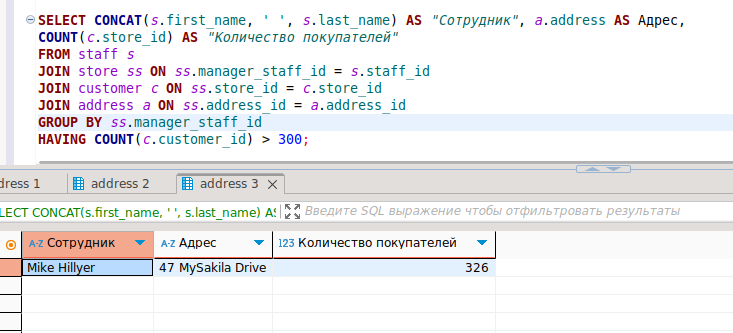 SELECT CONCAT(s.first_name, ' ', s.last_name) AS "Сотрудник", a.address AS Адрес,
COUNT(c.store_id) AS "Количество покупателей"
FROM staff s
JOIN store ss ON ss.manager_staff_id = s.staff_id
JOIN customer c ON ss.store_id = c.store_id
JOIN address a ON ss.address_id = a.address_id
GROUP BY ss.manager_staff_id
HAVING COUNT(c.customer_id) > 300;
dress 1 address 2 address 3
LECT CONCAT(s.first_name, ' ', s.last_name) AS Введите SQL выражение чтобы отфильтровать результаты
A-Z Сотрудник A-Z Адрес 123 Количество покупателей
Mike Hillyer 47 MySakila Drive 326